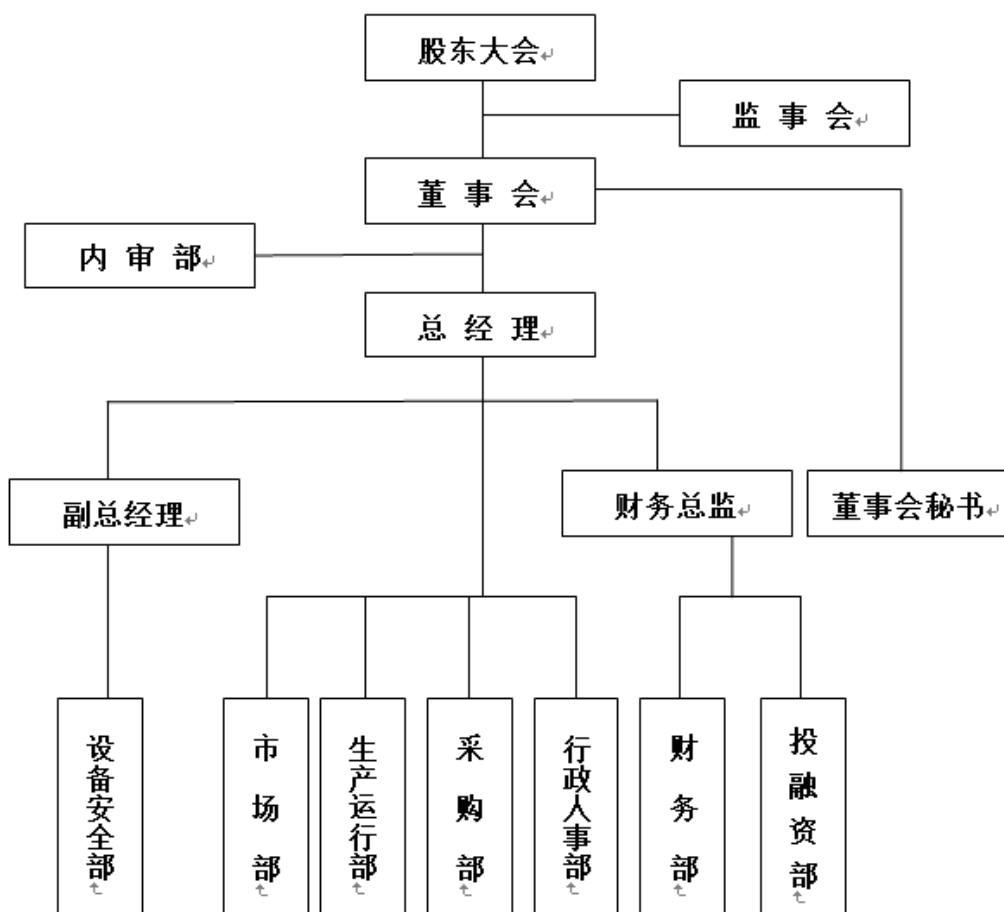 股东大会
监 事 会
董 事 会
内 审 部
总 经 理
副总经理
财务总监
董事会秘书
设备安全部
市场部
生产运行部
采购部
行政人事部
财务部
投融资部